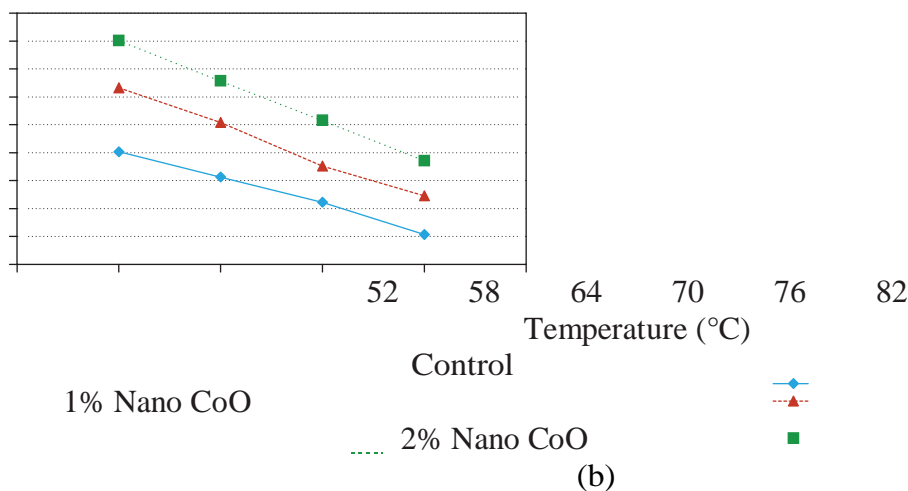 52 58 64 70 76 82
Temperature (°C)
Control
1% Nano CoO
2% Nano CoO
(b)